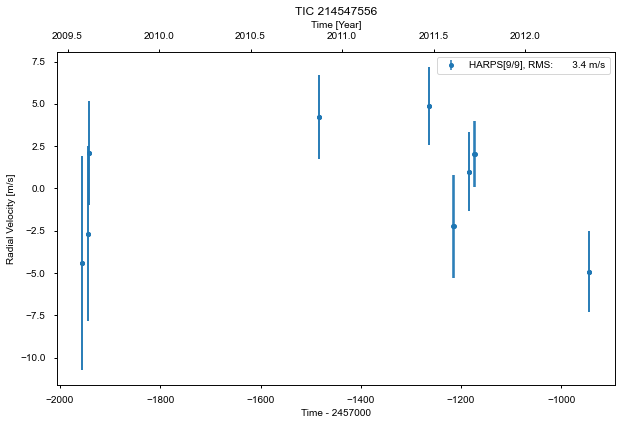 TIC 214547556
Time [Year]
2009.5 2010.0 2010.5 2011.0 2011.5 2012.0
HARPS[9/9], RMS: 3.4 m/s
7.5
5.0
2.5
0.0
−2.5
−5.0
−7.5
−10.0
Radial Velocity [m/s]
−2000 −1800 −1600 −1400 −1200 −1000
Time - 2457000